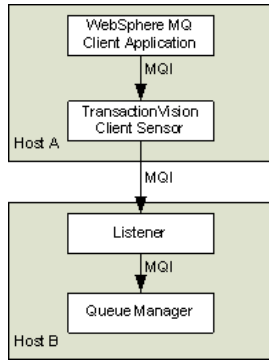 WebSphere MQ
Client Application
MQI
TransactionVision
Client Sensor
Host A
MQI
Listener
MQI
Queue Manager
Host B